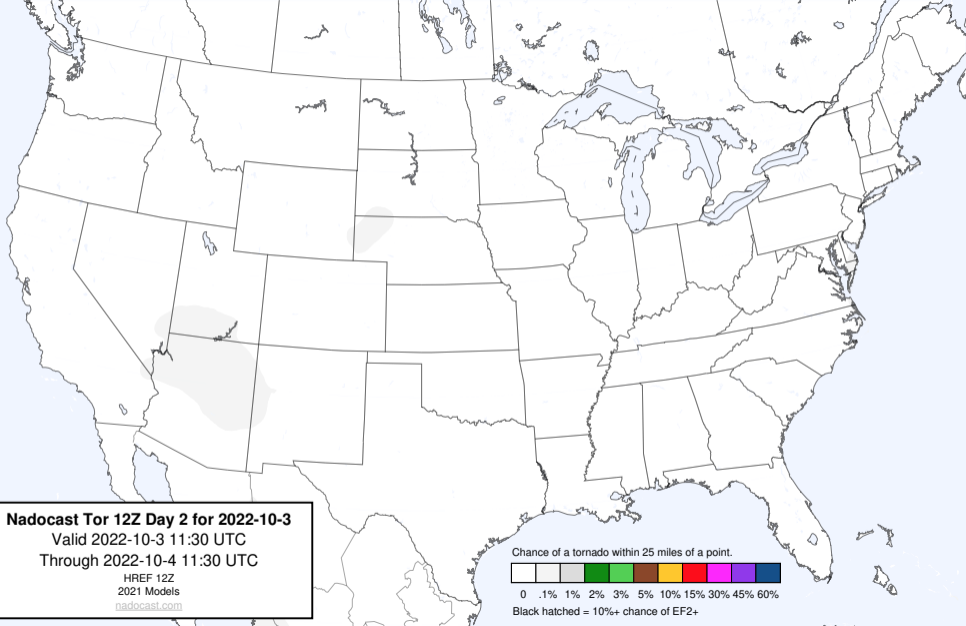 Nadocast Tor 12Z Day 2 for 2022-10-3
Valid 2022-10-3 11:30 UTC
Through 2022-10-4 11:30 UTC
HREF 12Z
2021 Models
nadocast.com
Chance of a tornado within 25 miles of a point.
0 .1% 1% 2% 3% 5% 10% 15% 30% 45% 60%
Black hatched = 10%+ chance of EF2+